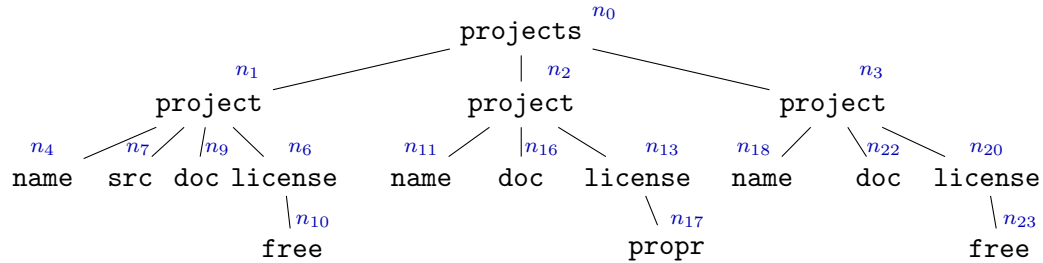 n0
projects
n1 n2 n3
project project project
n4 n7 n9 n6 n11 n16 n13 n18 n22 n20
name src doc license name doc license name doc license
n10 n17 n23
free propr free